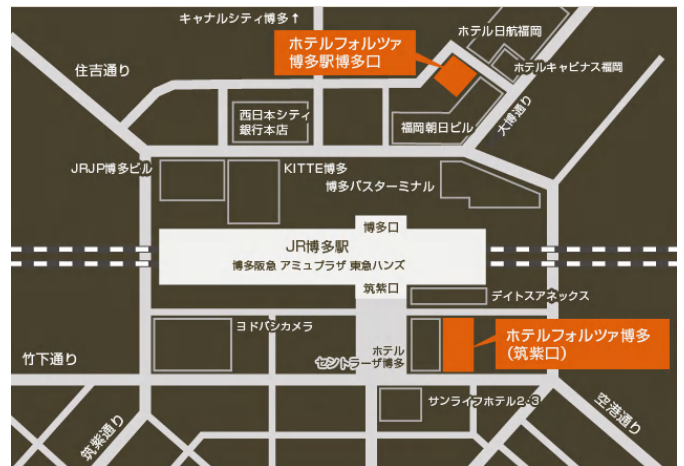 キャナルシティ博多↑
ホテル日航福岡
ホテルフォルツァ
博多駅博多口
住吉通り
ホテルキャビナス福岡
西日本シティ
銀行本店
福岡朝日ビル
大博通り
JRJP博多ビル
KITTE博多
博多バスターミナル
博多口
JR博多駅
博多阪急 アミュプラザ 東急ハンズ
筑紫口
デイトスアネックス
ヨドバシカメラ
ホテルフォルツァ博多
(筑紫口)
竹下通り
ホテル
セントラーザ博多
サンライフホテル2・3
空港通り
筑紫通り